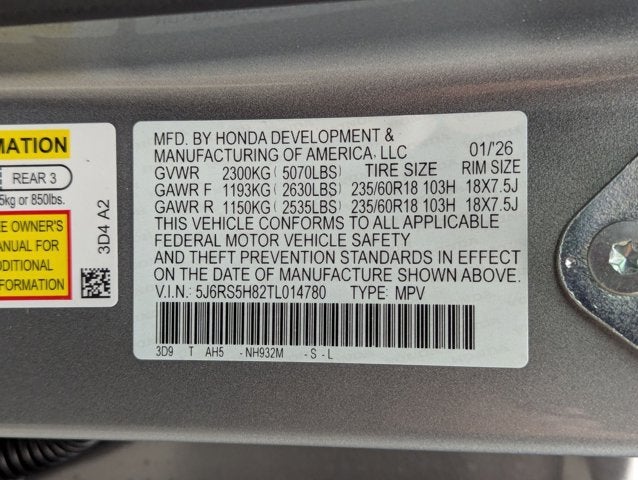 MATION
REAR 3
5kg or 850lbs.
E OWNER'S
ANUAL FOR
DDITIONAL
FORMATION
3D4 A2
MFD. BY HONDA DEVELOPMENT &
MANUFACTURING OF AMERICA, LLC 01/'26
GVWR 2300KG ( 5070LBS) TIRE SIZE RIM SIZE
GAWR F 1193KG ( 2630LBS) 235/60R18 103H 18X7.5J
GAWR R 1150KG ( 2535LBS) 235/60R18 103H 18X7.5J
THIS VEHICLE CONFORMS TO ALL APPLICABLE
FEDERAL MOTOR VEHICLE SAFETY
AND THEFT PREVENTION STANDARDS IN EFFECT
ON THE DATE OF MANUFACTURE SHOWN ABOVE.
V.I.N.: 5J6RS5H82TL014780 TYPE: MPV
3D9 T AH5 -NH932M -S-L